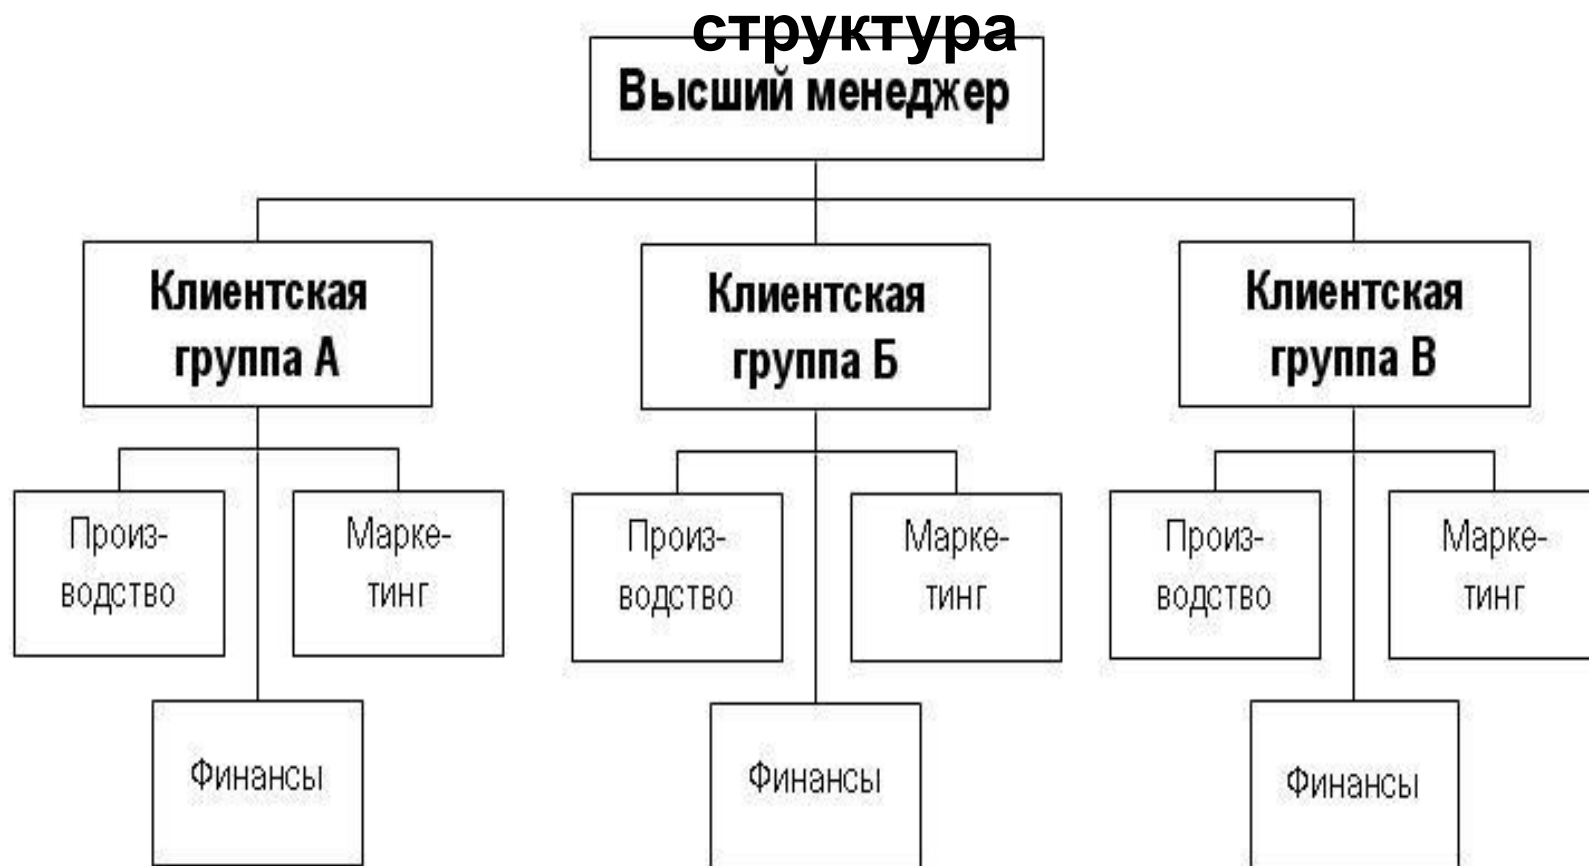 структура
Высший менеджер
Клиентская
группа А
Клиентская
группа Б
Клиентская
группа В
Произ-
водство
Марке-
тинг
Произ-
водство
Марке-
тинг
Произ-
водство
Марке-
тинг
Финансы
Финансы
Финансы